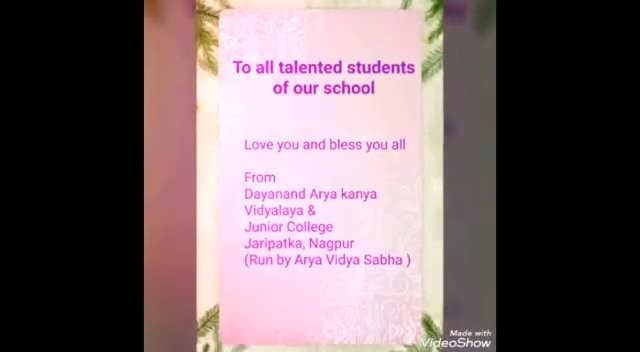 To all talented students
of our school
Love you and bless you all
From
Dayanand Arya kanya
Vidyalaya &
Junior College
Jaripatka, Nagpur
(Run by Arya Vidya Sabha )
Made with
VideoShow